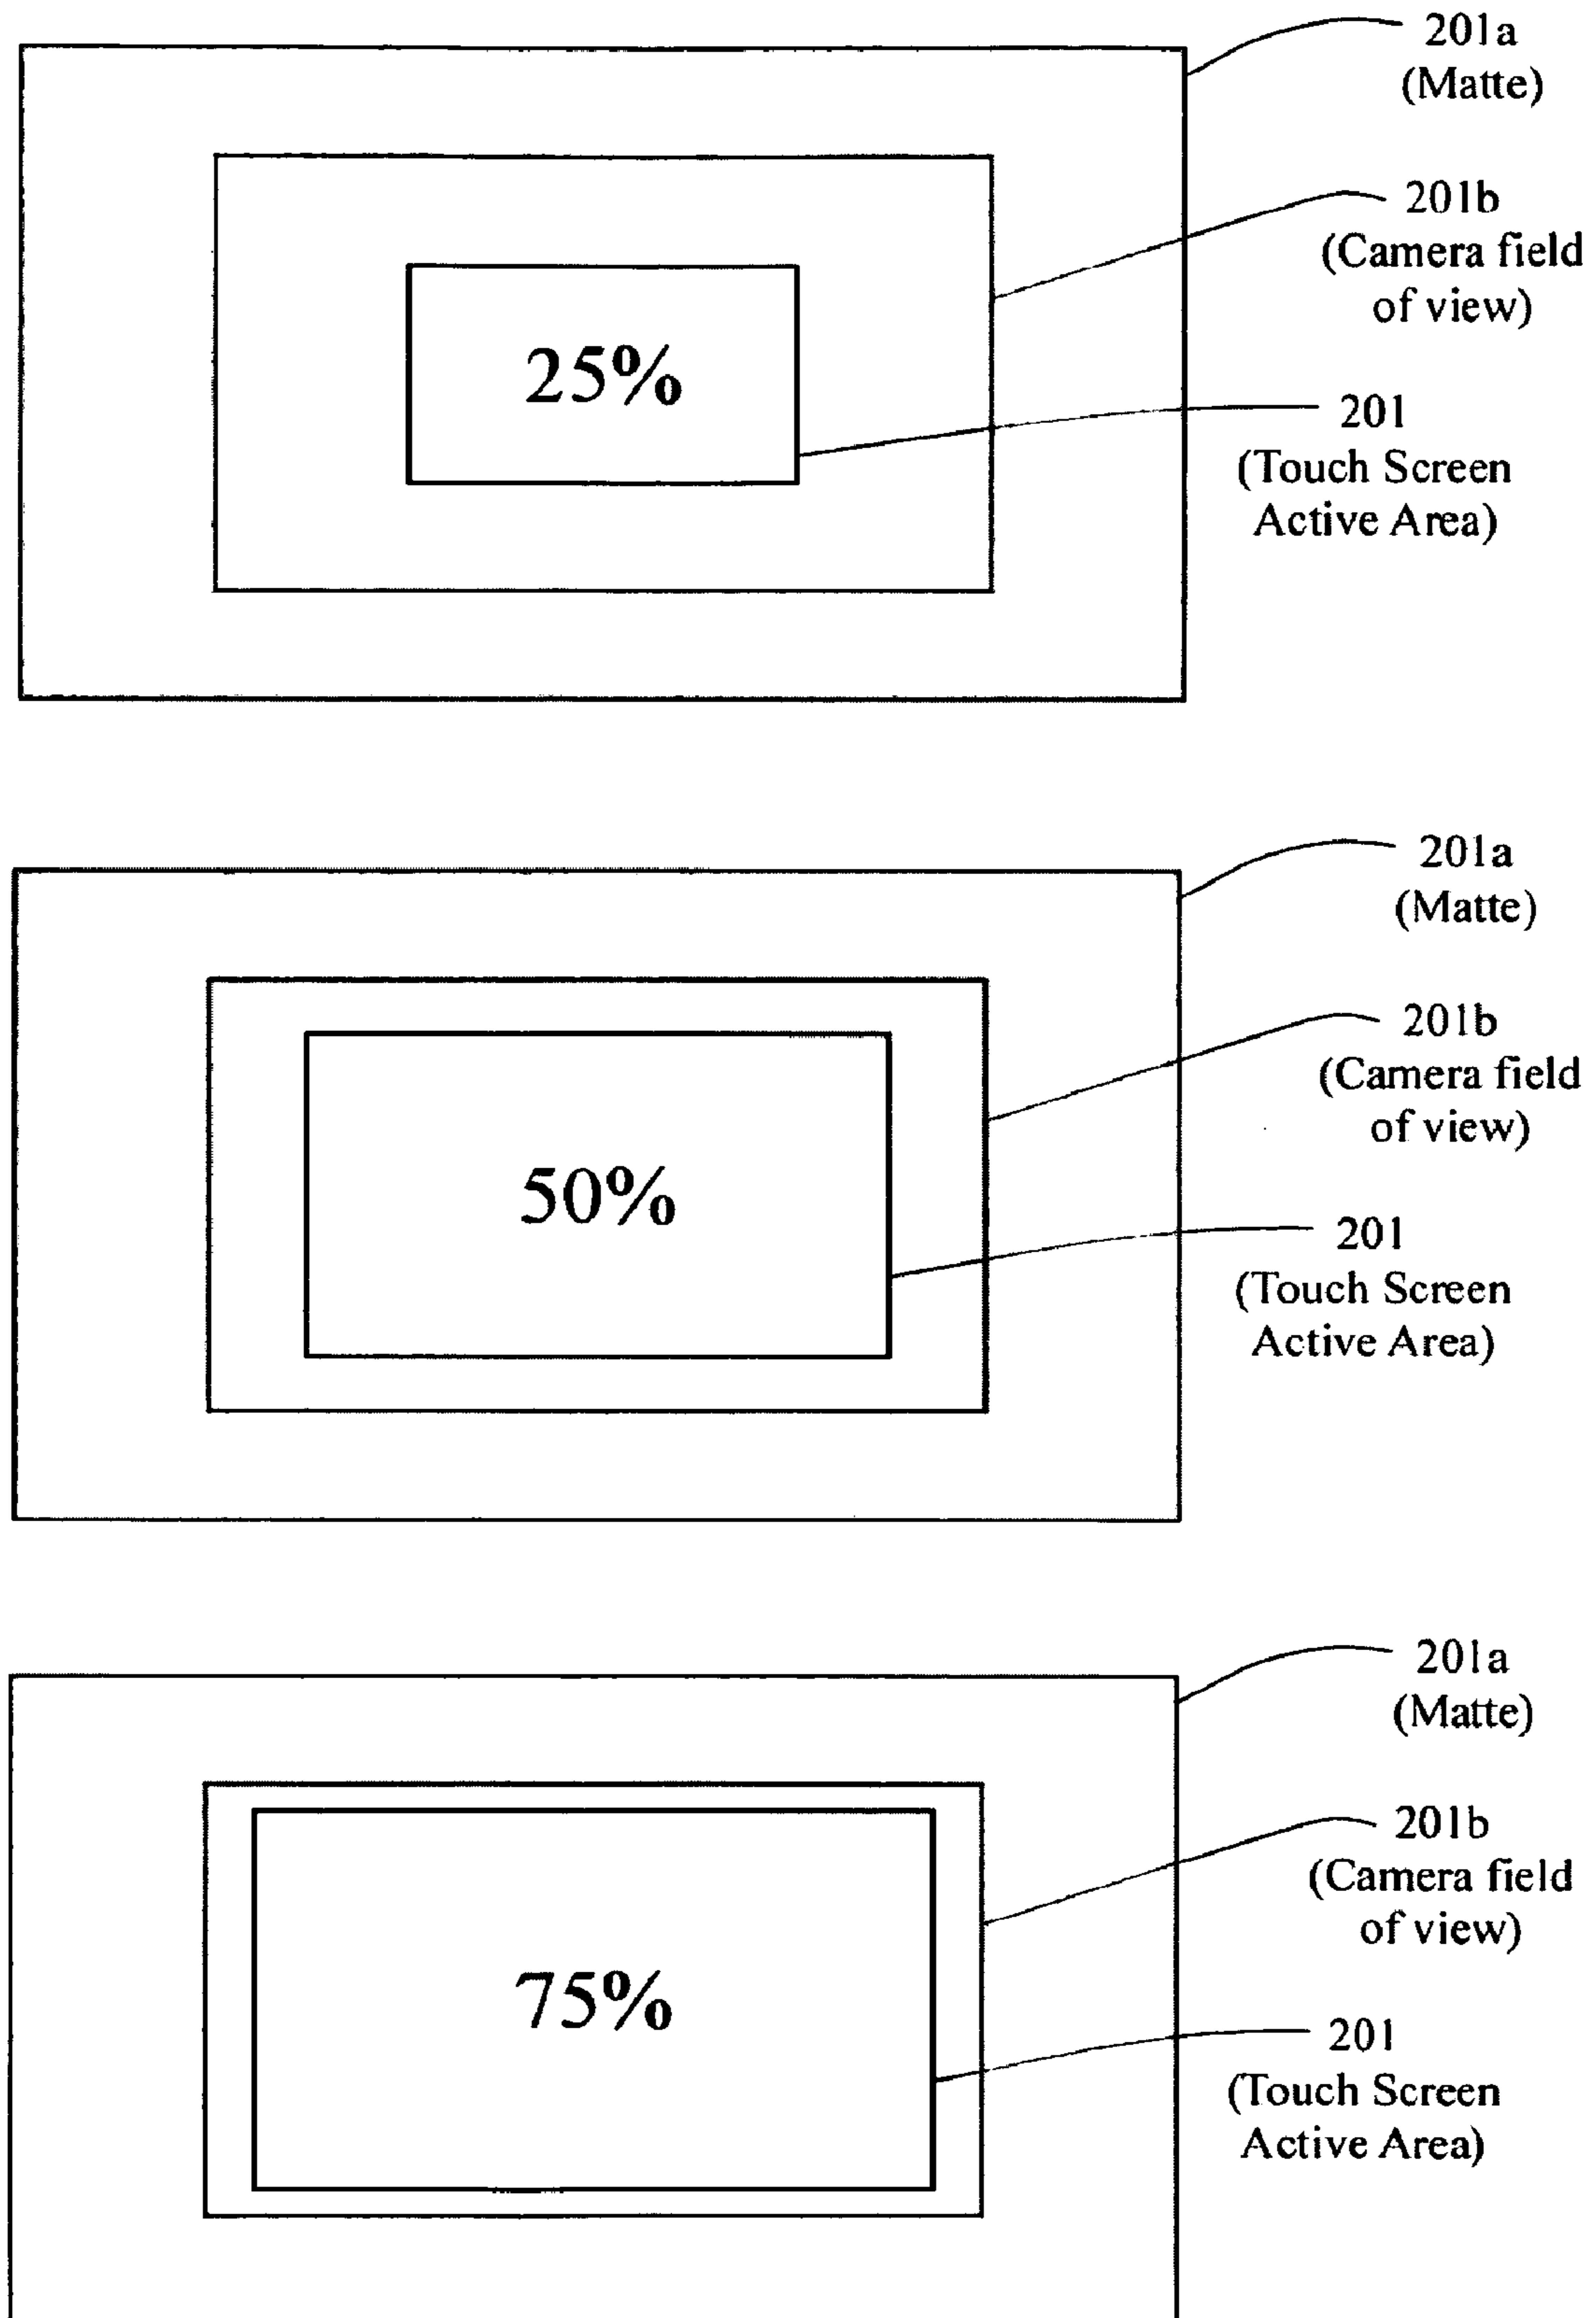 201a
(Matte)
201b
(Camera field
of view)
25%
201
(Touch Screen
Active Area)
201a
(Matte)
201b
(Camera field
of view)
50%
201
(Touch Screen
Active Area)
201a
(Matte)
201b
(Camera field
of view)
75%
201
(Touch Screen
Active Area)